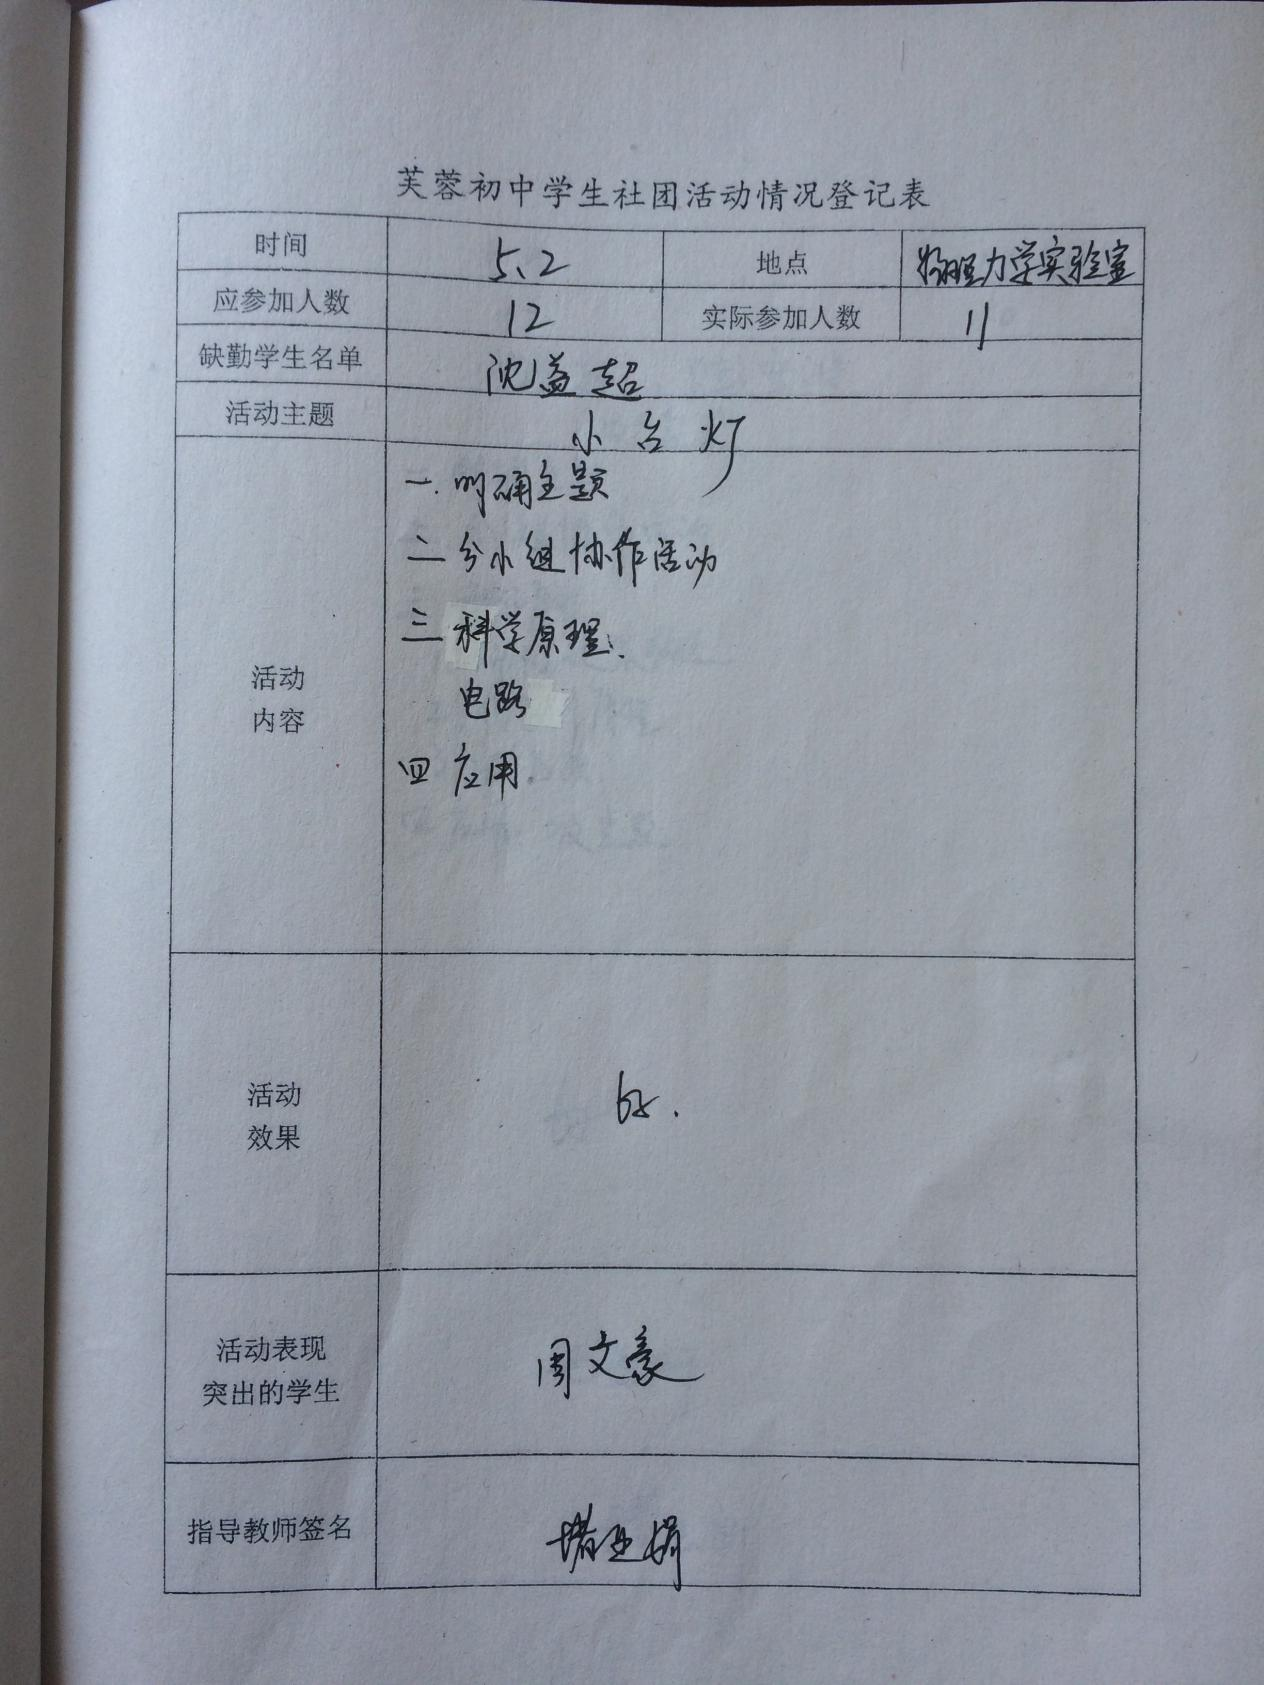 芙蓉初中学生社团活动情况登记表
时间 5.2 地点 物理力学实验室
应参加人数 12 实际参加人数 11
缺勤学生名单 沈益超
活动主题 小台灯
一.明确主题
二 分小组协作活动
三 科学原理:
电路
四 应用.
活动
内容
活动
效果
好.
活动表现
突出的学生
周文豪
指导教师签名 堵亚娟